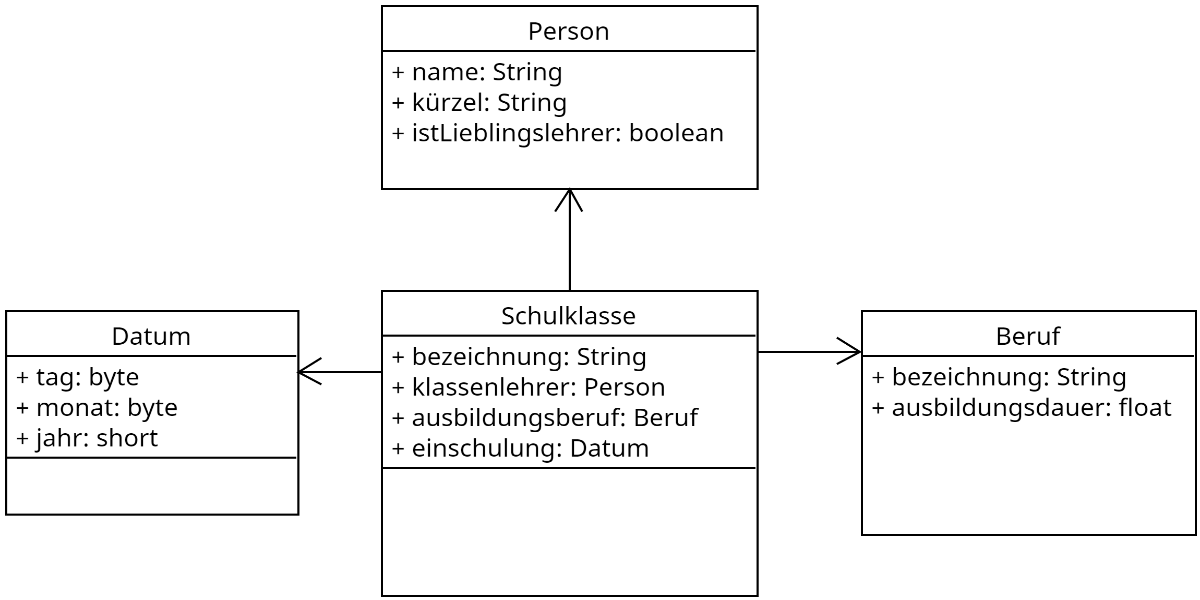 Person
+ name: String
+ kürzel: String
+ istLieblingslehrer: boolean
Datum
+ tag: byte
+ monat: byte
+ jahr: short
Schulklasse
+ bezeichnung: String
+ klassenlehrer: Person
+ ausbildungsberuf: Beruf
+ einschulung: Datum
Beruf
+ bezeichnung: String
+ ausbildungsdauer: float